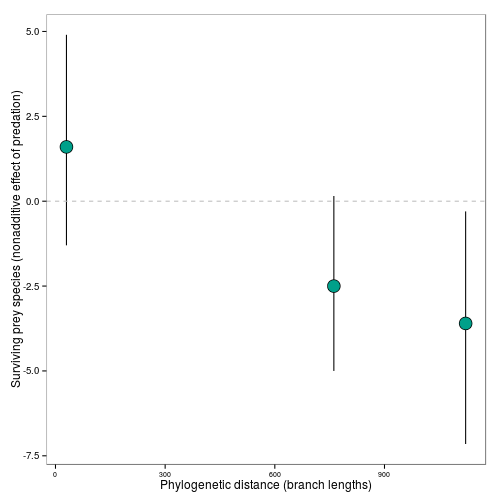 Surviving prey species (nonadditive effect of predation)
5.0
2.5
0.0
-2.5
-5.0
-7.5
0 300 600 900
Phylogenetic distance (branch lengths)